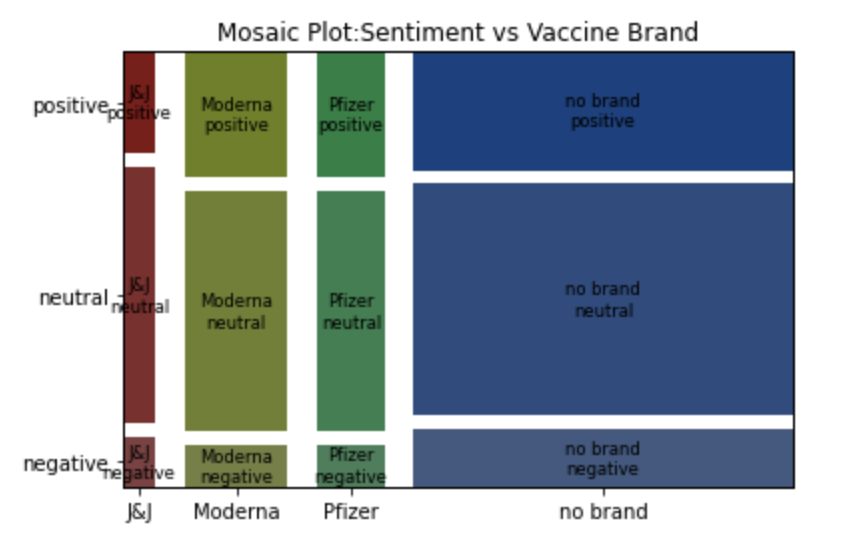 Mosaic Plot:Sentiment vs Vaccine Brand
positive
J&J
positive
Moderna
positive
Pfizer
positive
no brand
positive
neutral
J&J
neutral
Moderna
neutral
Pfizer
neutral
no brand
neutral
negative
J&J
negative
Moderna
negative
Pfizer
negative
no brand
negative
J&J Moderna Pfizer no brand